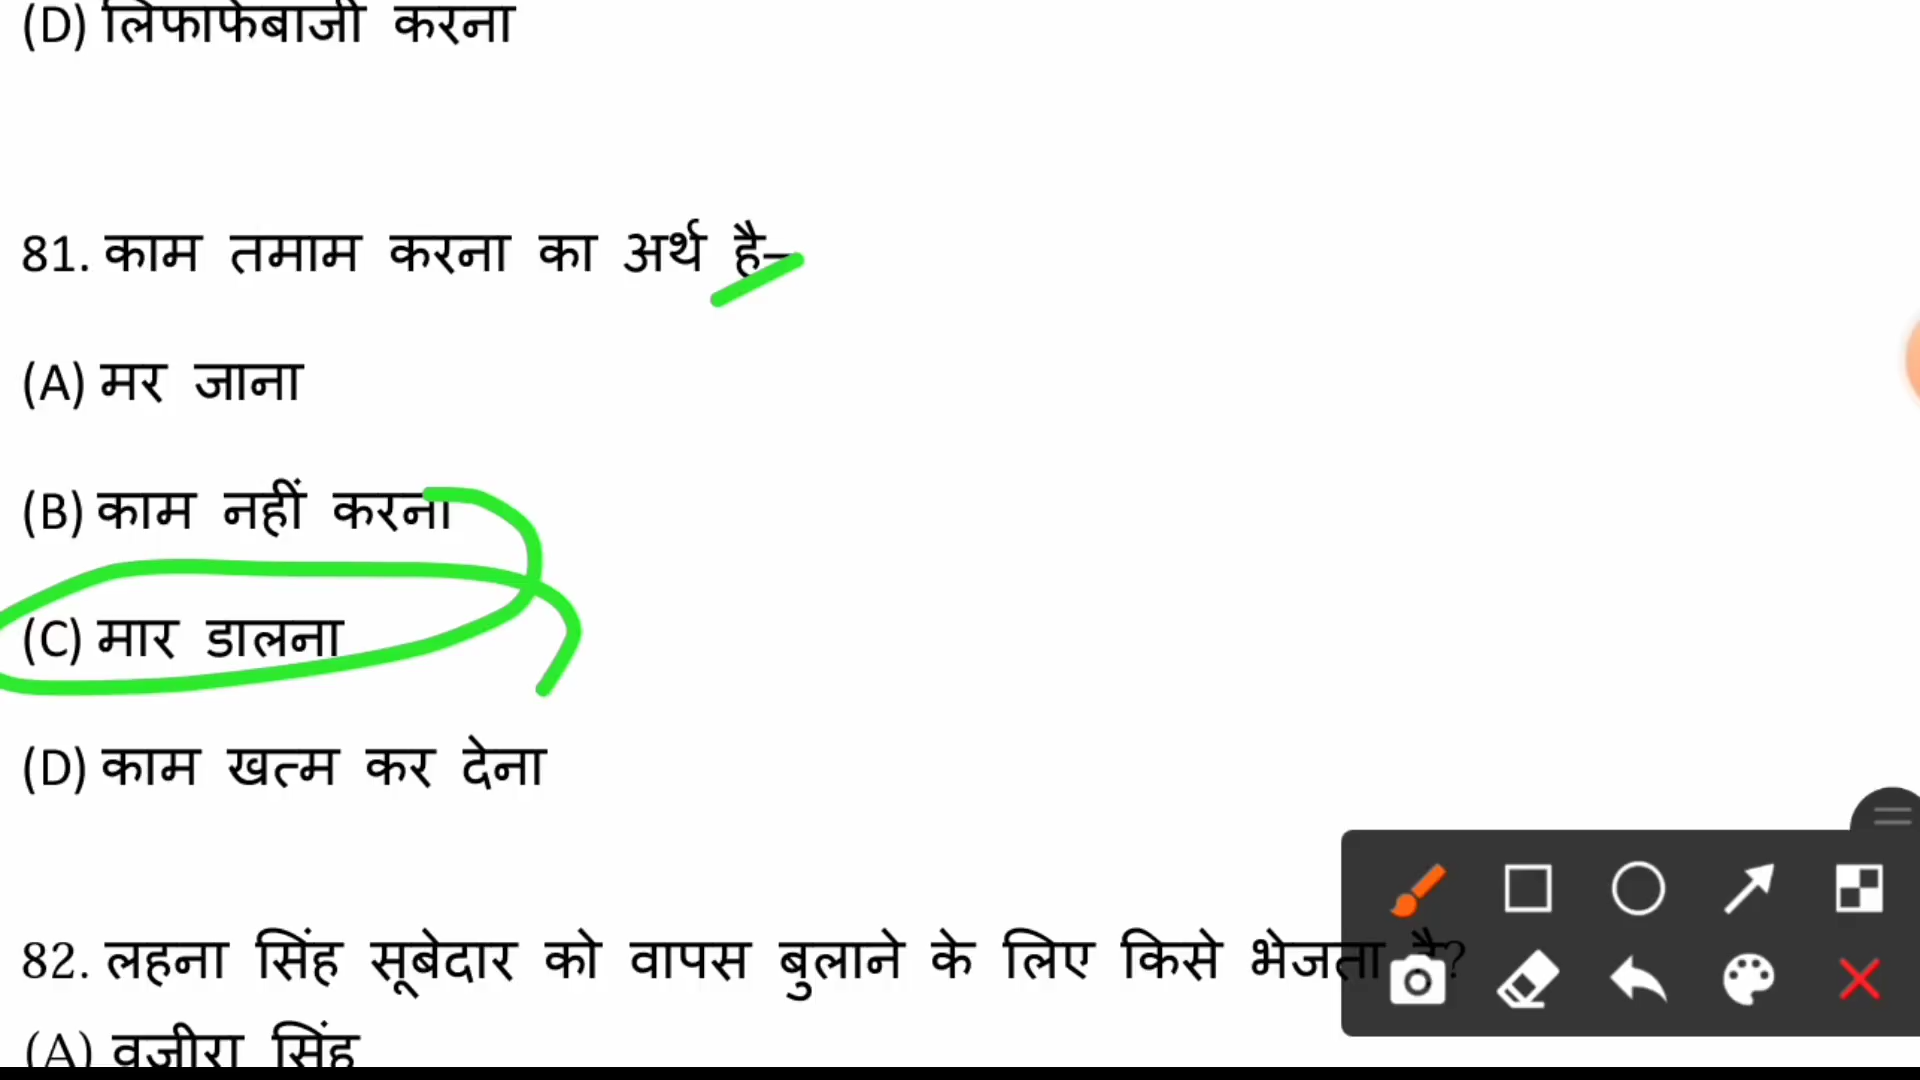 (D) लिफाफेबाजी करना
81. काम तमाम करना का अर्थ है–
(A) मर जाना
(B) काम नहीं करना
(C) मार डालना
(D) काम खत्म कर देना
82. लहना सिंह सूबेदार को वापस बुलाने के लिए किसे भेजता है?
(A) वजीरा सिंह